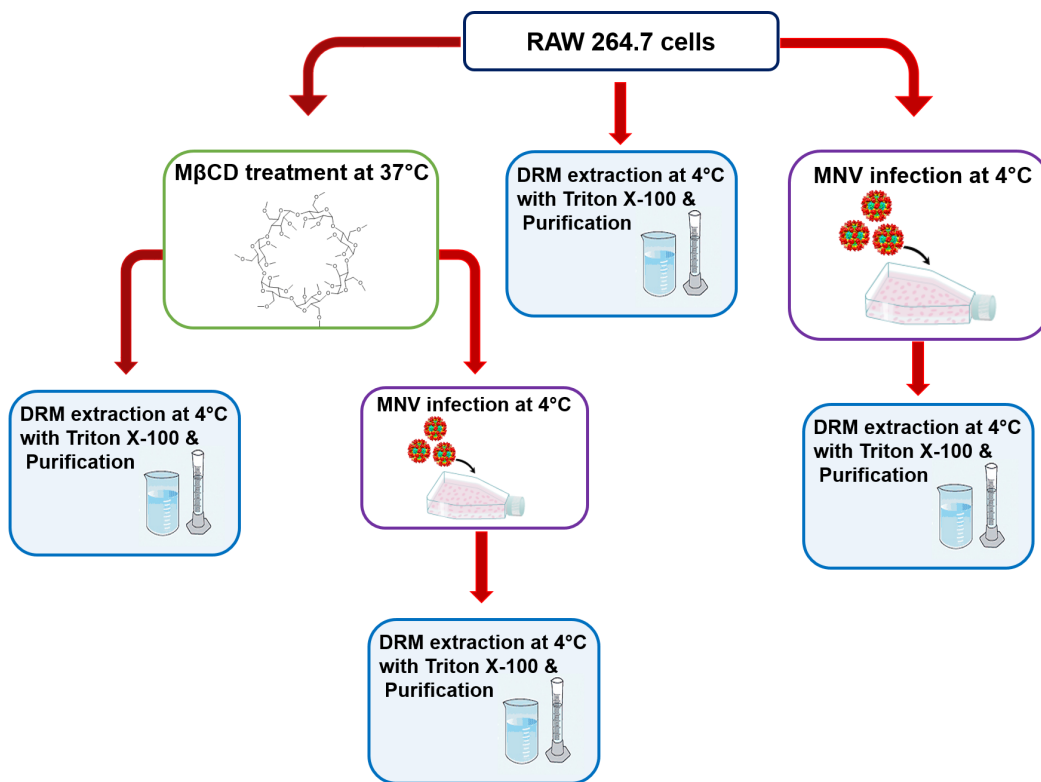 RAW 264.7 cells
MβCD treatment at 37°C
DRM extraction at 4°C
with Triton X-100 &
Purification
MNV infection at 4°C
DRM extraction at 4°C
with Triton X-100 &
Purification
MNV infection at 4°C
DRM extraction at 4°C
with Triton X-100 &
Purification
DRM extraction at 4°C
with Triton X-100 &
Purification